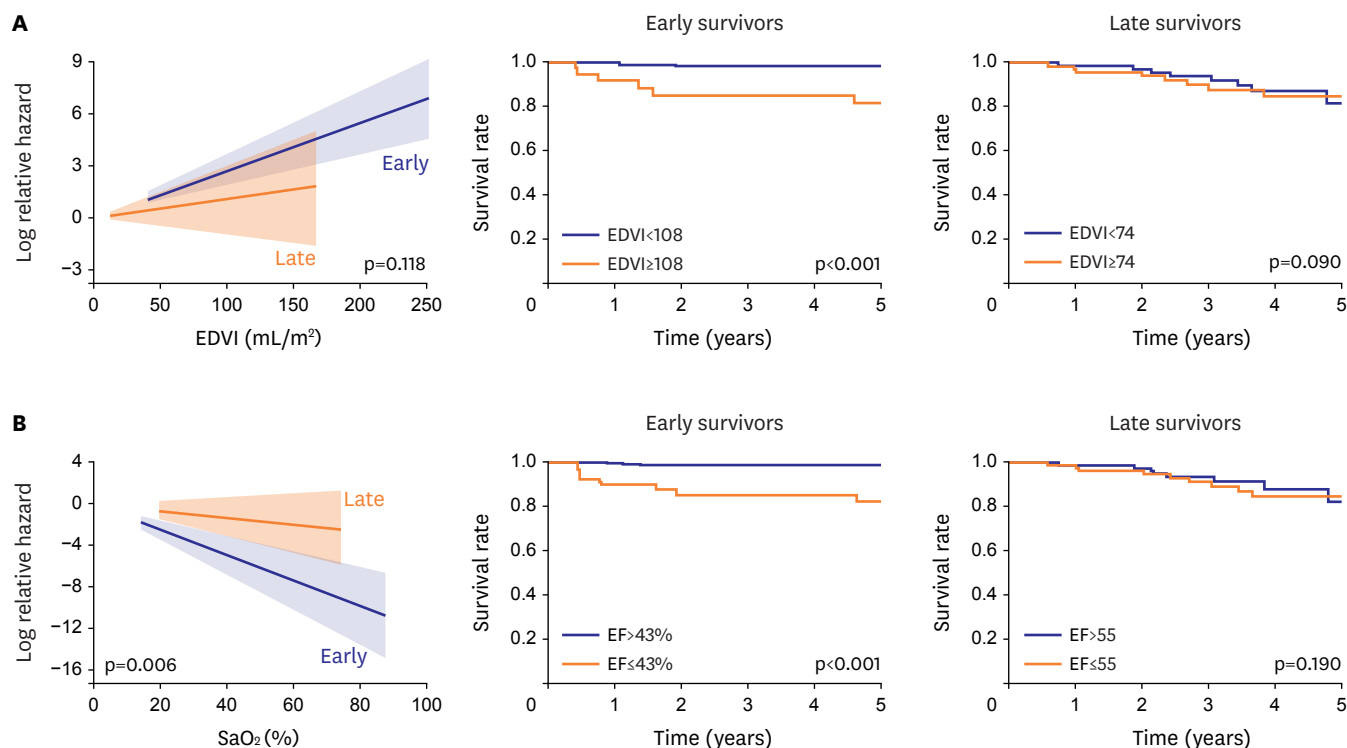 A
Early survivors
Late survivors
Log relative hazard
9
6
3
0
−3
Early
Late
p=0.118
0
50
100
150
200
250
EDVI (mL/m²)
Survival rate
1.0
0.8
0.6
0.4
0.2
EDVI<108
EDVI≥108
p<0.001
0
1
2
3
4
5
Time (years)
Survival rate
1.0
0.8
0.6
0.4
0.2
EDVI<74
EDVI≥74
p=0.090
0
1
2
3
4
5
Time (years)
B
Early survivors
Late survivors
Log relative hazard
4
0
−4
−8
−12
−16
Late
Early
p=0.006
0
20
40
60
80
100
SaO₂ (%)
Survival rate
1.0
0.8
0.6
0.4
0.2
EF>43%
EF≤43%
p<0.001
0
1
2
3
4
5
Time (years)
Survival rate
1.0
0.8
0.6
0.4
0.2
EF>55
EF≤55
p=0.190
0
1
2
3
4
5
Time (years)